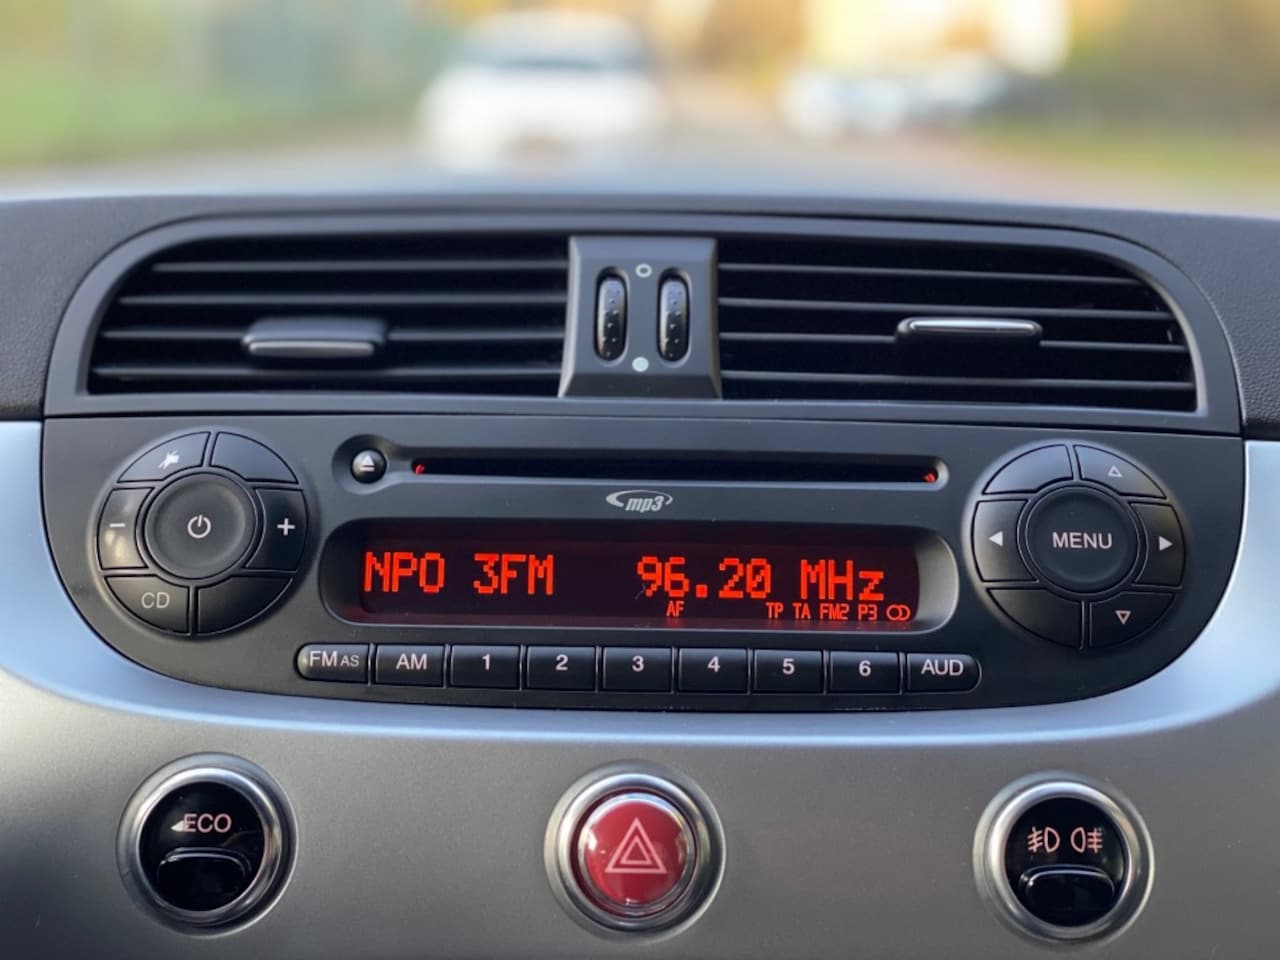 mp3
NPO 3FM 96.20 MHz
AF TP TA FM2 P3
CD
MENU
FM AS AM 1 2 3 4 5 6 AUD
ECO